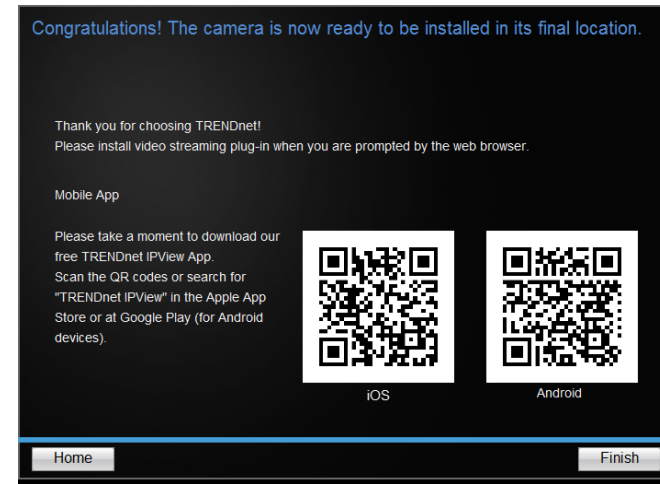 Congratulations! The camera is now ready to be installed in its final location.
Thank you for choosing TRENDnet!
Please install video streaming plug-in when you are prompted by the web browser.
Mobile App
Please take a moment to download our
free TRENDnet IPView App.
Scan the QR codes or search for
"TRENDnet IPView" in the Apple App
Store or at Google Play (for Android
devices).
iOS
Android
Home
Finish